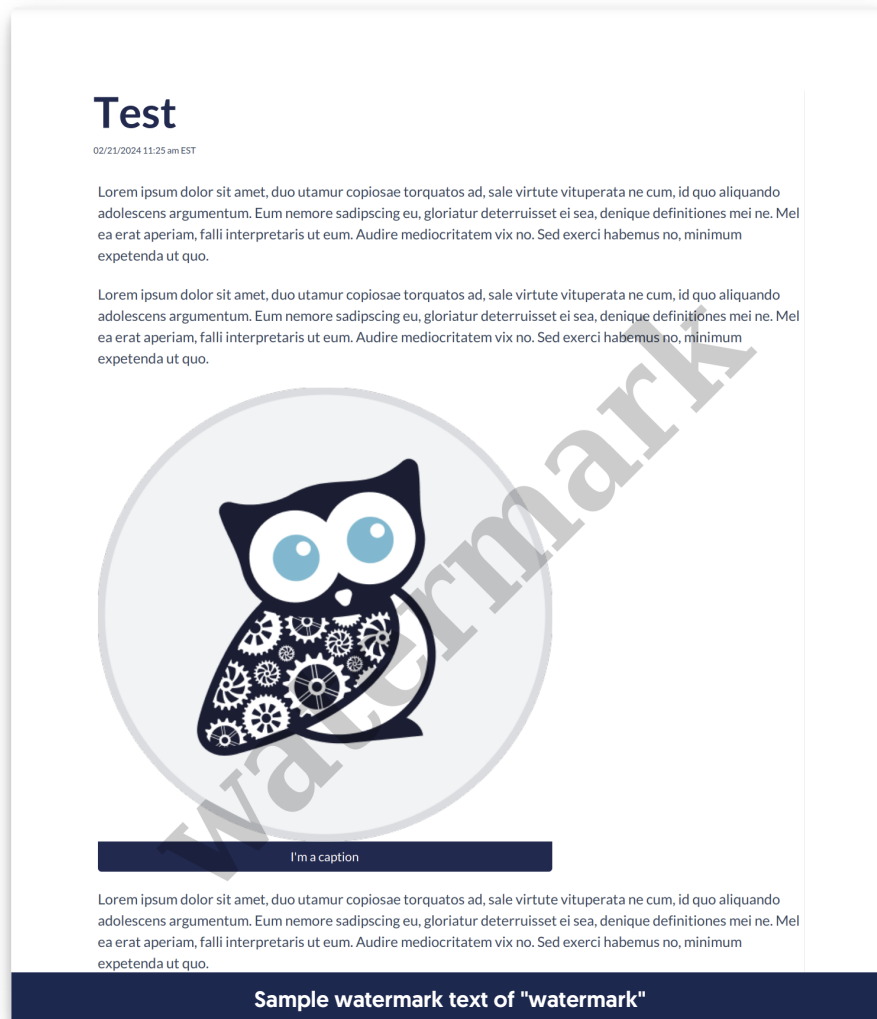 Test
02/21/2024 11:25 am EST
Lorem ipsum dolor sit amet, duo utamur copiosae torquatos ad, sale virtute vituperata ne cum, id quo aliquando
adolescens argumentum. Eum nemore sadipscing eu, gloriatur deterruisset ei sea, denique definitiones mei ne. Mel
ea erat aperiam, falli interpretaris ut eum. Audire mediocritatem vix no. Sed exerci habemus no, minimum
expetenda ut quo.
Lorem ipsum dolor sit amet, duo utamur copiosae torquatos ad, sale virtute vituperata ne cum, id quo aliquando
adolescens argumentum. Eum nemore sadipscing eu, gloriatur deterruisset ei sea, denique definitiones mei ne. Mel
ea erat aperiam, falli interpretaris ut eum. Audire mediocritatem vix no. Sed exerci habemus no, minimum
expetenda ut quo.
watermark
I'm a caption
Lorem ipsum dolor sit amet, duo utamur copiosae torquatos ad, sale virtute vituperata ne cum, id quo aliquando
adolescens argumentum. Eum nemore sadipscing eu, gloriatur deterruisset ei sea, denique definitiones mei ne. Mel
ea erat aperiam, falli interpretaris ut eum. Audire mediocritatem vix no. Sed exerci habemus no, minimum
expetenda ut quo.
Sample watermark text of "watermark"